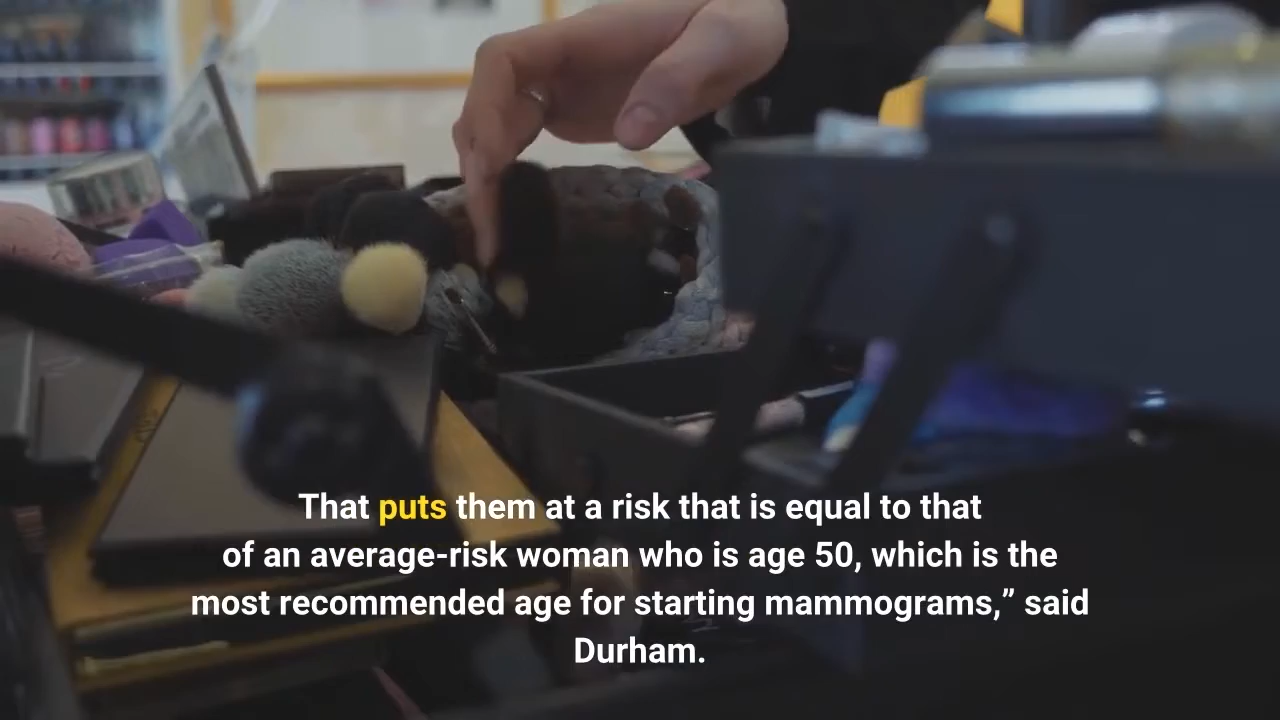 That puts them at a risk that is equal to that
of an average-risk woman who is age 50, which is the
most recommended age for starting mammograms,” said
Durham.